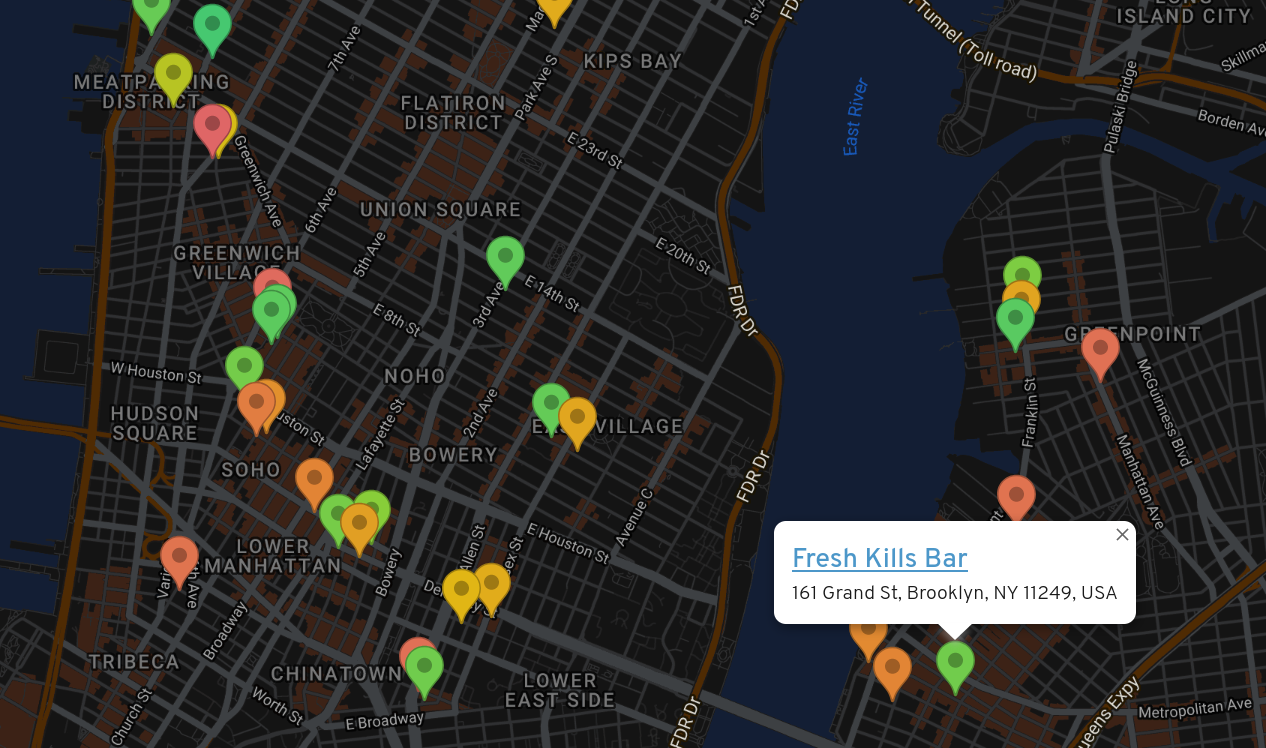 LONG
ISLAND CITY
Tunnel (Toll road)
1st A
7th Ave
KIPS BAY
Park Ave S
MEATPACKING
DISTRICT
FLATIRON
DISTRICT
East River
Pulaski Bridge
Borden Ave
E 23rd St
Greenwich Ave
6th Ave
UNION SQUARE
5th Ave
E 20th St
GREENWICH
VILLAGE
3rd Ave
E 14th St
E 8th St
FDR Dr
GREENPOINT
W Houston St
NOHO
McGuinness Blvd
HUDSON
SQUARE
uston St
Lafayette St
2nd Ave
EAST VILLAGE
Franklin St
BOWERY
SOHO
FDR Dr
Manhattan Ave
Avenue C
E Houston St
Allen St
LOWER
MANHATTAN
Bowery
Fresh Kills Bar
161 Grand St, Brooklyn, NY 11249, USA
Broadway
TRIBECA
CHINATOWN
LOWER
EAST SIDE
Church St
Worth St
E Broadway
FDR Dr
ueens Expy
Metropolitan Ave